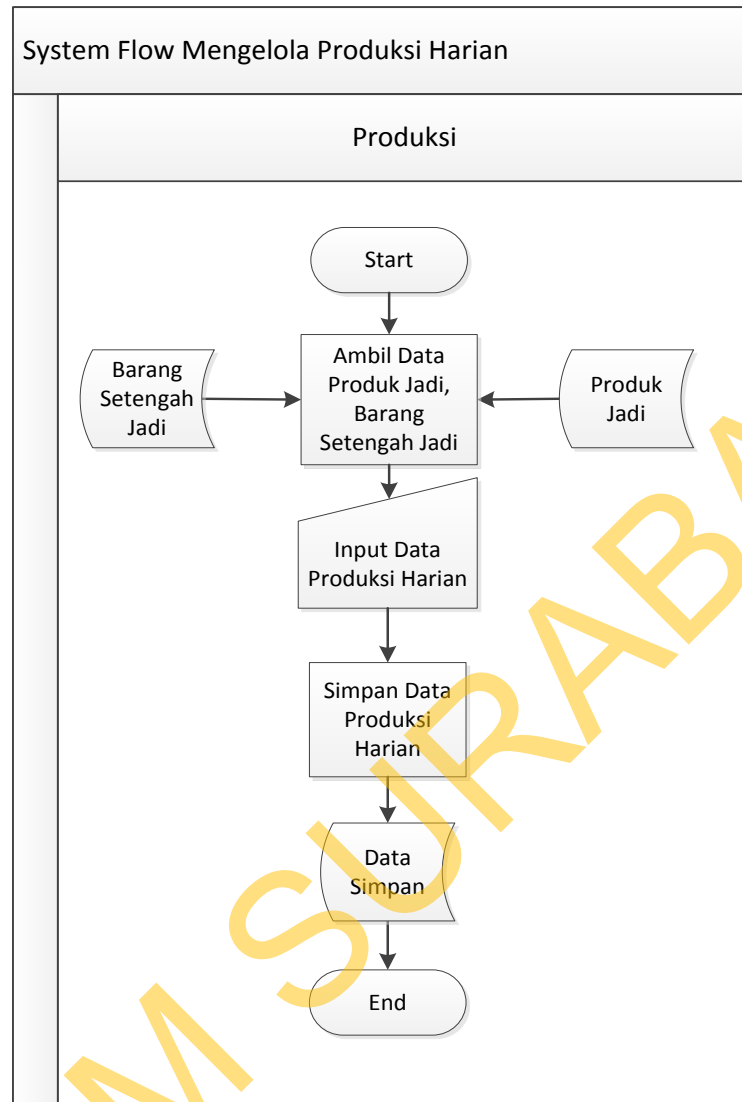 System Flow Mengelola Produksi Harian
Produksi
Start
Barang
Setengah
Jadi
Ambil Data
Produk Jadi,
Barang
Setengah Jadi
Produk
Jadi
Input Data
Produksi Harian
Simpan Data
Produksi
Harian
Data
Simpan
End
M SURABA